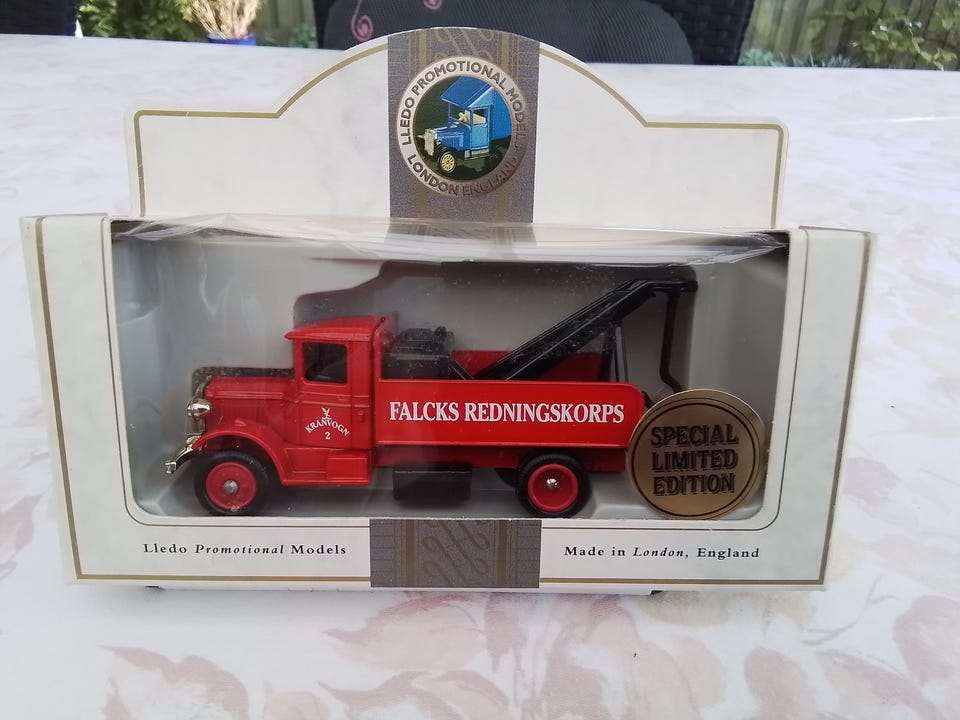 LLEDO PROMOTIONAL MODELS
LONDON ENGLAND
KRANVOGN
2
FALCKS REDNINGSKORPS
SPECIAL
LIMITED
EDITION
Lledo Promotional Models
Made in London, England